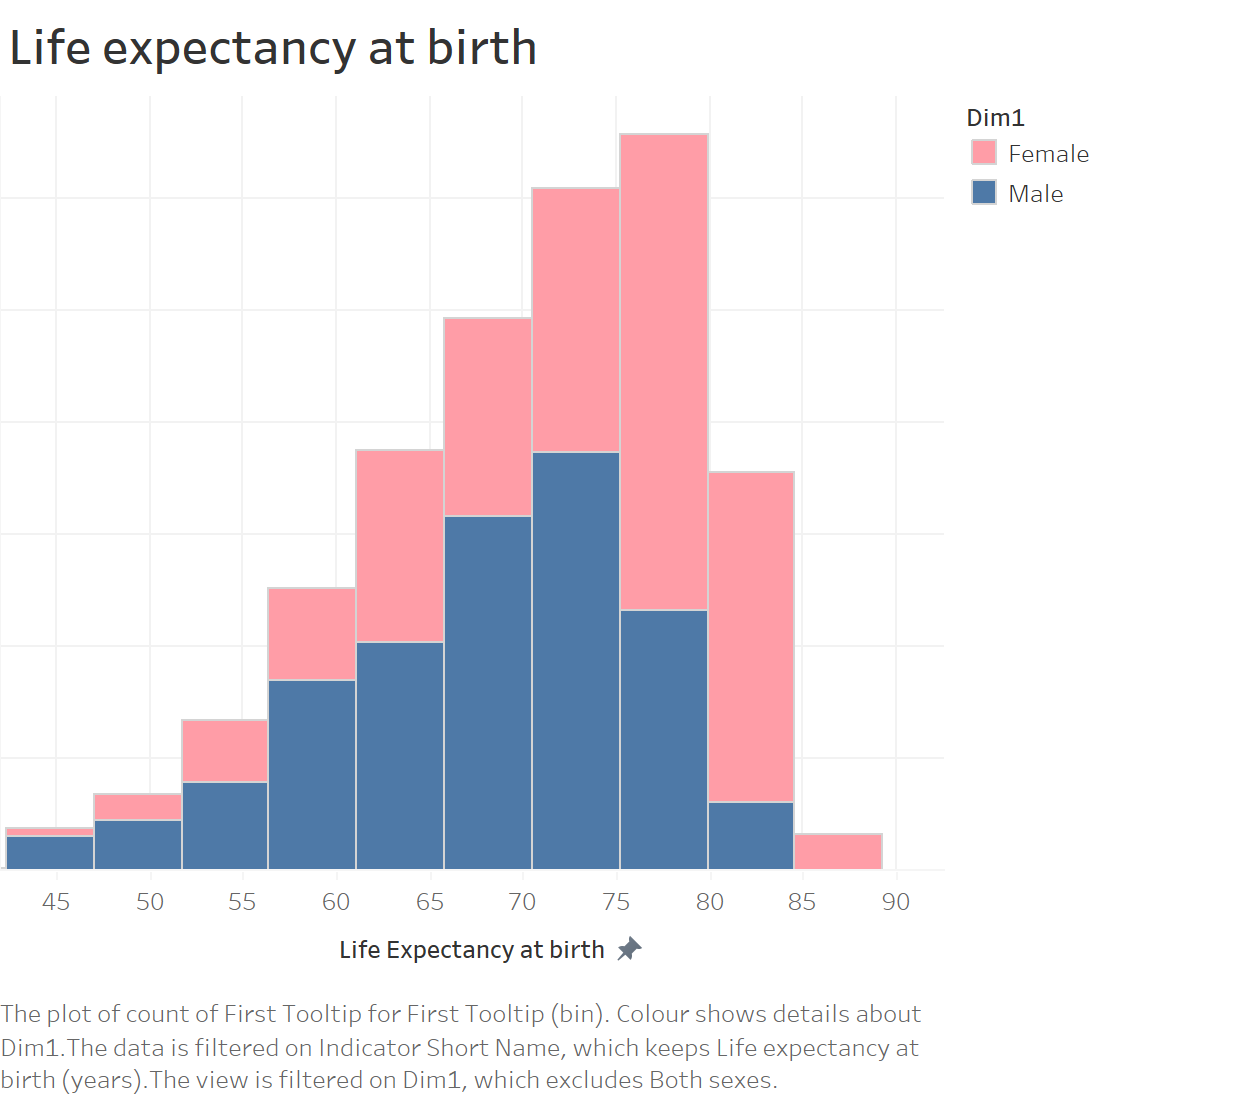 Life expectancy at birth
Dim1
Female
Male
45 50 55 60 65 70 75 80 85 90
Life Expectancy at birth
The plot of count of First Tooltip for First Tooltip (bin). Colour shows details about
Dim1.The data is filtered on Indicator Short Name, which keeps Life expectancy at
birth (years).The view is filtered on Dim1, which excludes Both sexes.